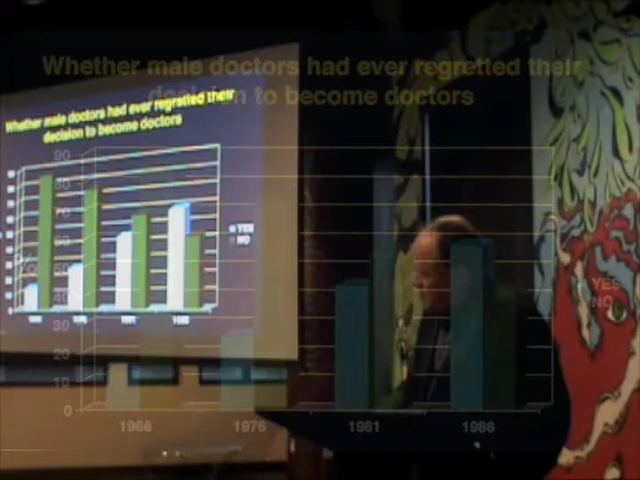 Whether male doctors had ever regretted their
decision to become doctors
Whether male doctors had ever regretted their
decision to become doctors
YES
NO
90
80
70
60
50
40
30
20
10
0
%
YES
NO
1966
1976
1981
1986